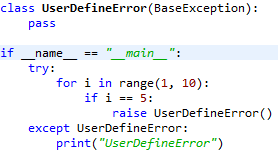 class UserDefineError(BaseException):
    pass

if __name__ == "__main__":
    try:
        for i in range(1, 10):
            if i == 5:
                raise UserDefineError()
    except UserDefineError:
        print("UserDefineError")